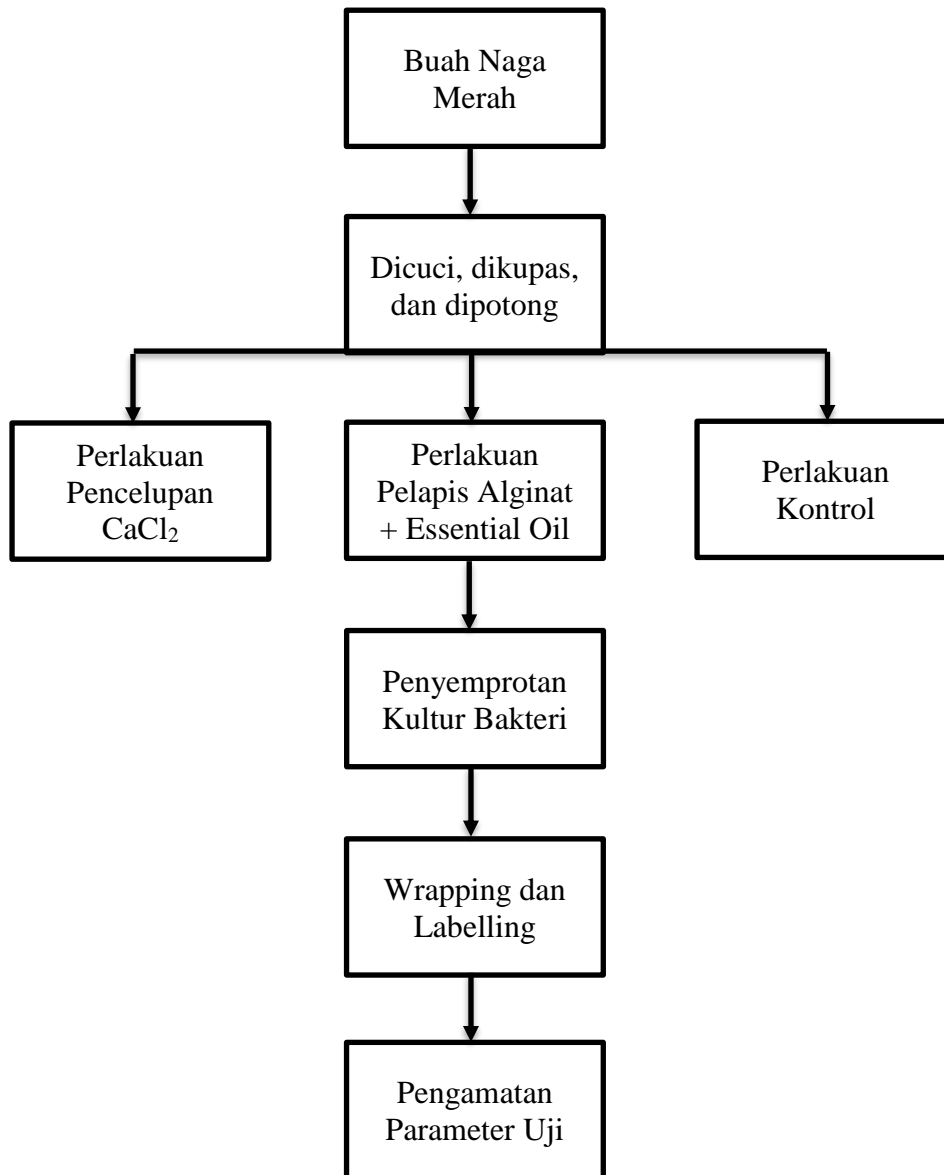 Buah Naga
Merah
Dicuci, dikupas,
dan dipotong
Perlakuan
Pencelupan
CaCl₂
Perlakuan
Pelapis Alginat
+ Essential Oil
Perlakuan
Kontrol
Penyemprotan
Kultur Bakteri
Wrapping dan
Labelling
Pengamatan
Parameter Uji